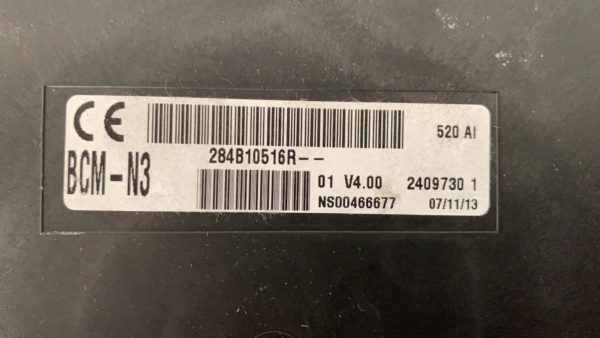 CE
520 AI
284B10516R--
BCM-N3
01 V4.00 2409730 1
NS00466677 07/11/13